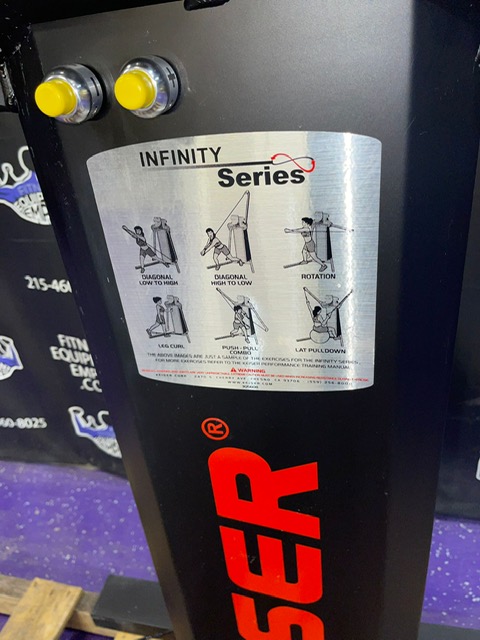 INFINITY
Series
DIAGONAL
LOW TO HIGH
DIAGONAL
HIGH TO LOW
ROTATION
LEG CURL
PUSH - PULL
COMBO
LAT PULLDOWN
THE ABOVE IMAGES ARE JUST A SAMPLE OF THE EXERCISES FOR THE INFINITY SERIES
FOR MORE EXERCISES REFER TO THE KEISER PERFORMANCE TRAINING MANUAL
WARNING
SER®
215-46
FITN
EQUIP
EMP
.CO
60-8025